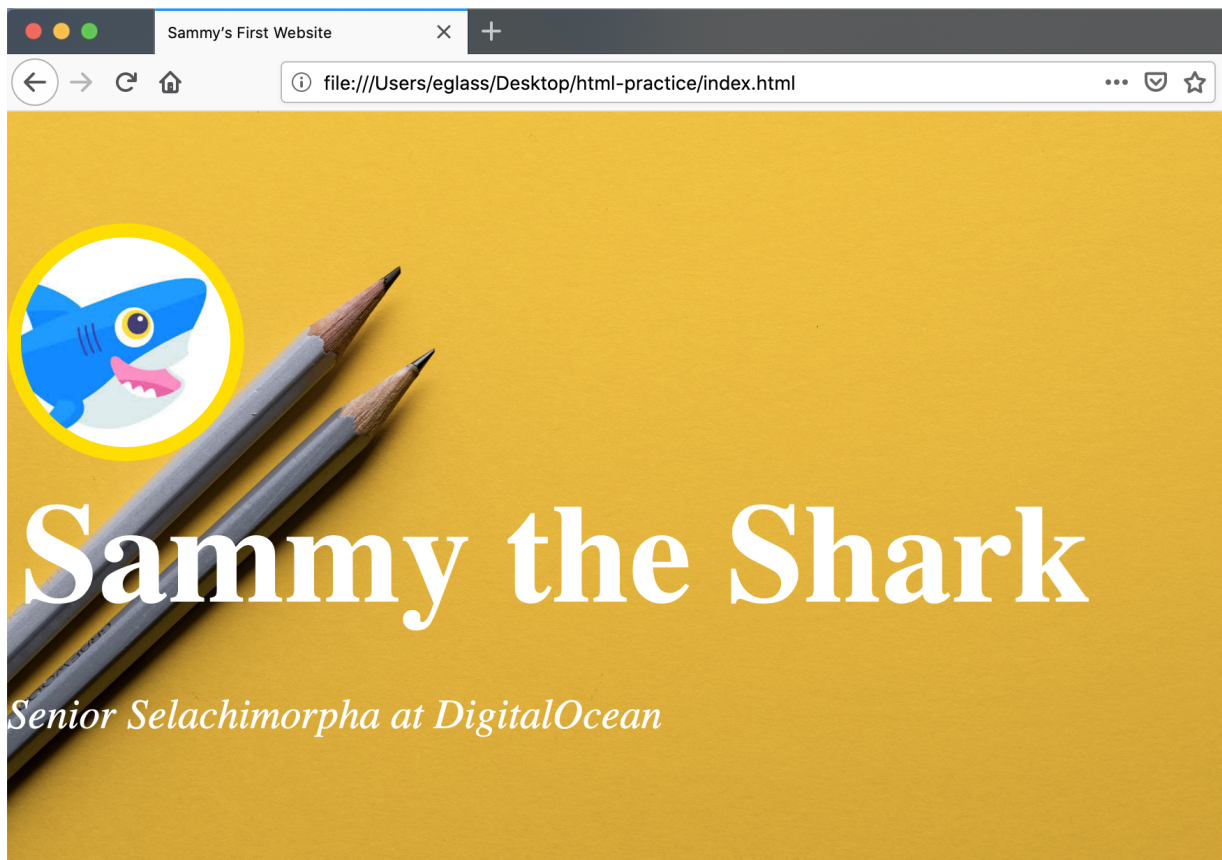 Sammy's First Website
file:///Users/eglass/Desktop/html-practice/index.html
Sammy the Shark
Senior Selachimorpha at DigitalOcean